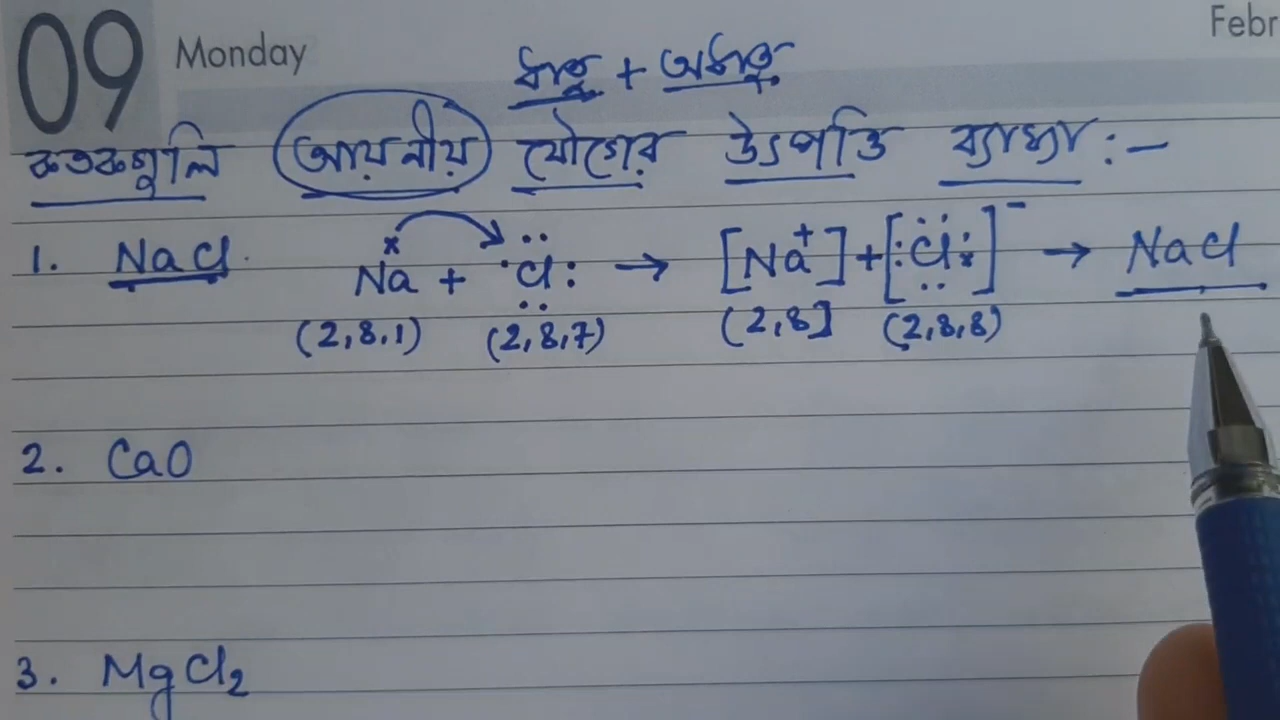 09 Monday Febr
ধাতু + অধাতু
কতকগুলি আয়নীয় যৌগের উৎপত্তি ব্যাখ্যা :-
1. NaCl. Na + Cl → [Na⁺] + [Cl]⁻ → NaCl
(2,8,1) (2,8,7) (2,8] (2,8,8)
2. CaO
3. MgCl₂